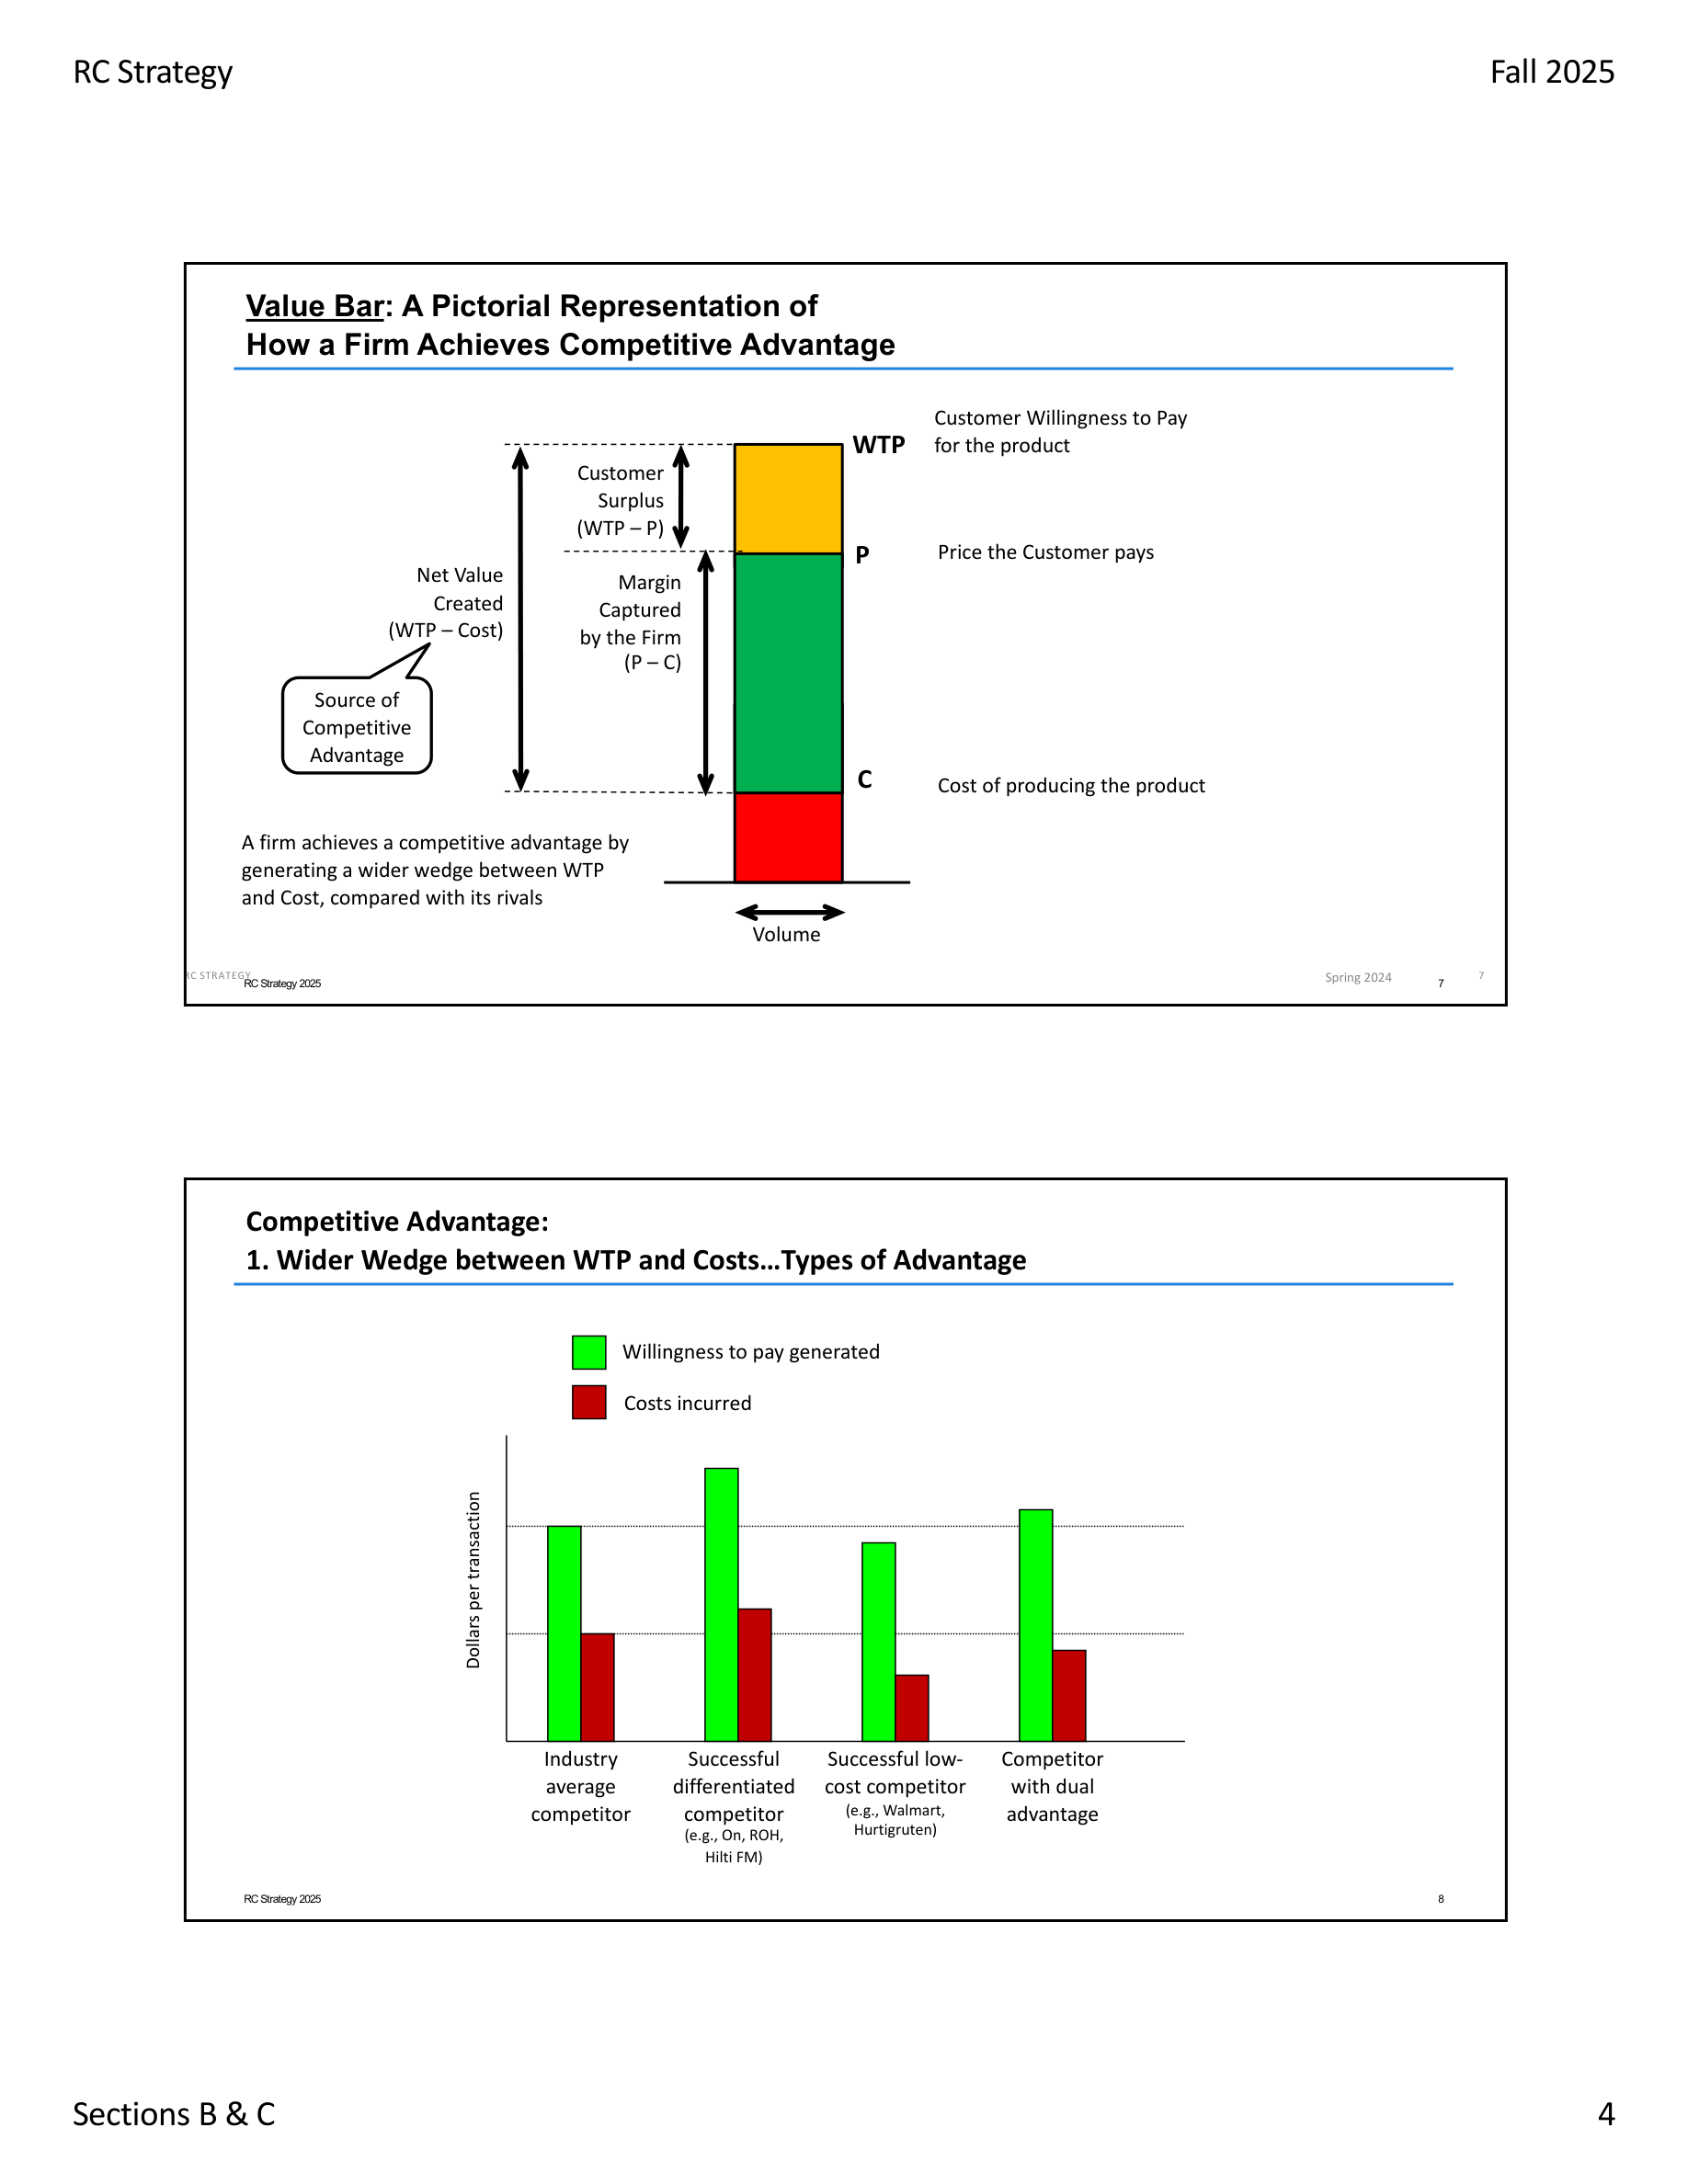 RC Strategy
Fall 2025
Value Bar: A Pictorial Representation of
How a Firm Achieves Competitive Advantage
Customer Willingness to Pay
for the product
WTP
Customer
Surplus
(WTP – P)
P
Price the Customer pays
Net Value
Created
(WTP – Cost)
Margin
Captured
by the Firm
(P – C)
Source of
Competitive
Advantage
C
Cost of producing the product
A firm achieves a competitive advantage by
generating a wider wedge between WTP
and Cost, compared with its rivals
Volume
RC STRATEGY
RC Strategy 2025
Spring 2024
7
7
Competitive Advantage:
1. Wider Wedge between WTP and Costs…Types of Advantage
Willingness to pay generated
Costs incurred
Dollars per transaction
Industry
average
competitor
Successful
differentiated
competitor
(e.g., On, ROH,
Hilti FM)
Successful low-
cost competitor
(e.g., Walmart,
Hurtigruten)
Competitor
with dual
advantage
RC Strategy 2025
8
Sections B & C
4